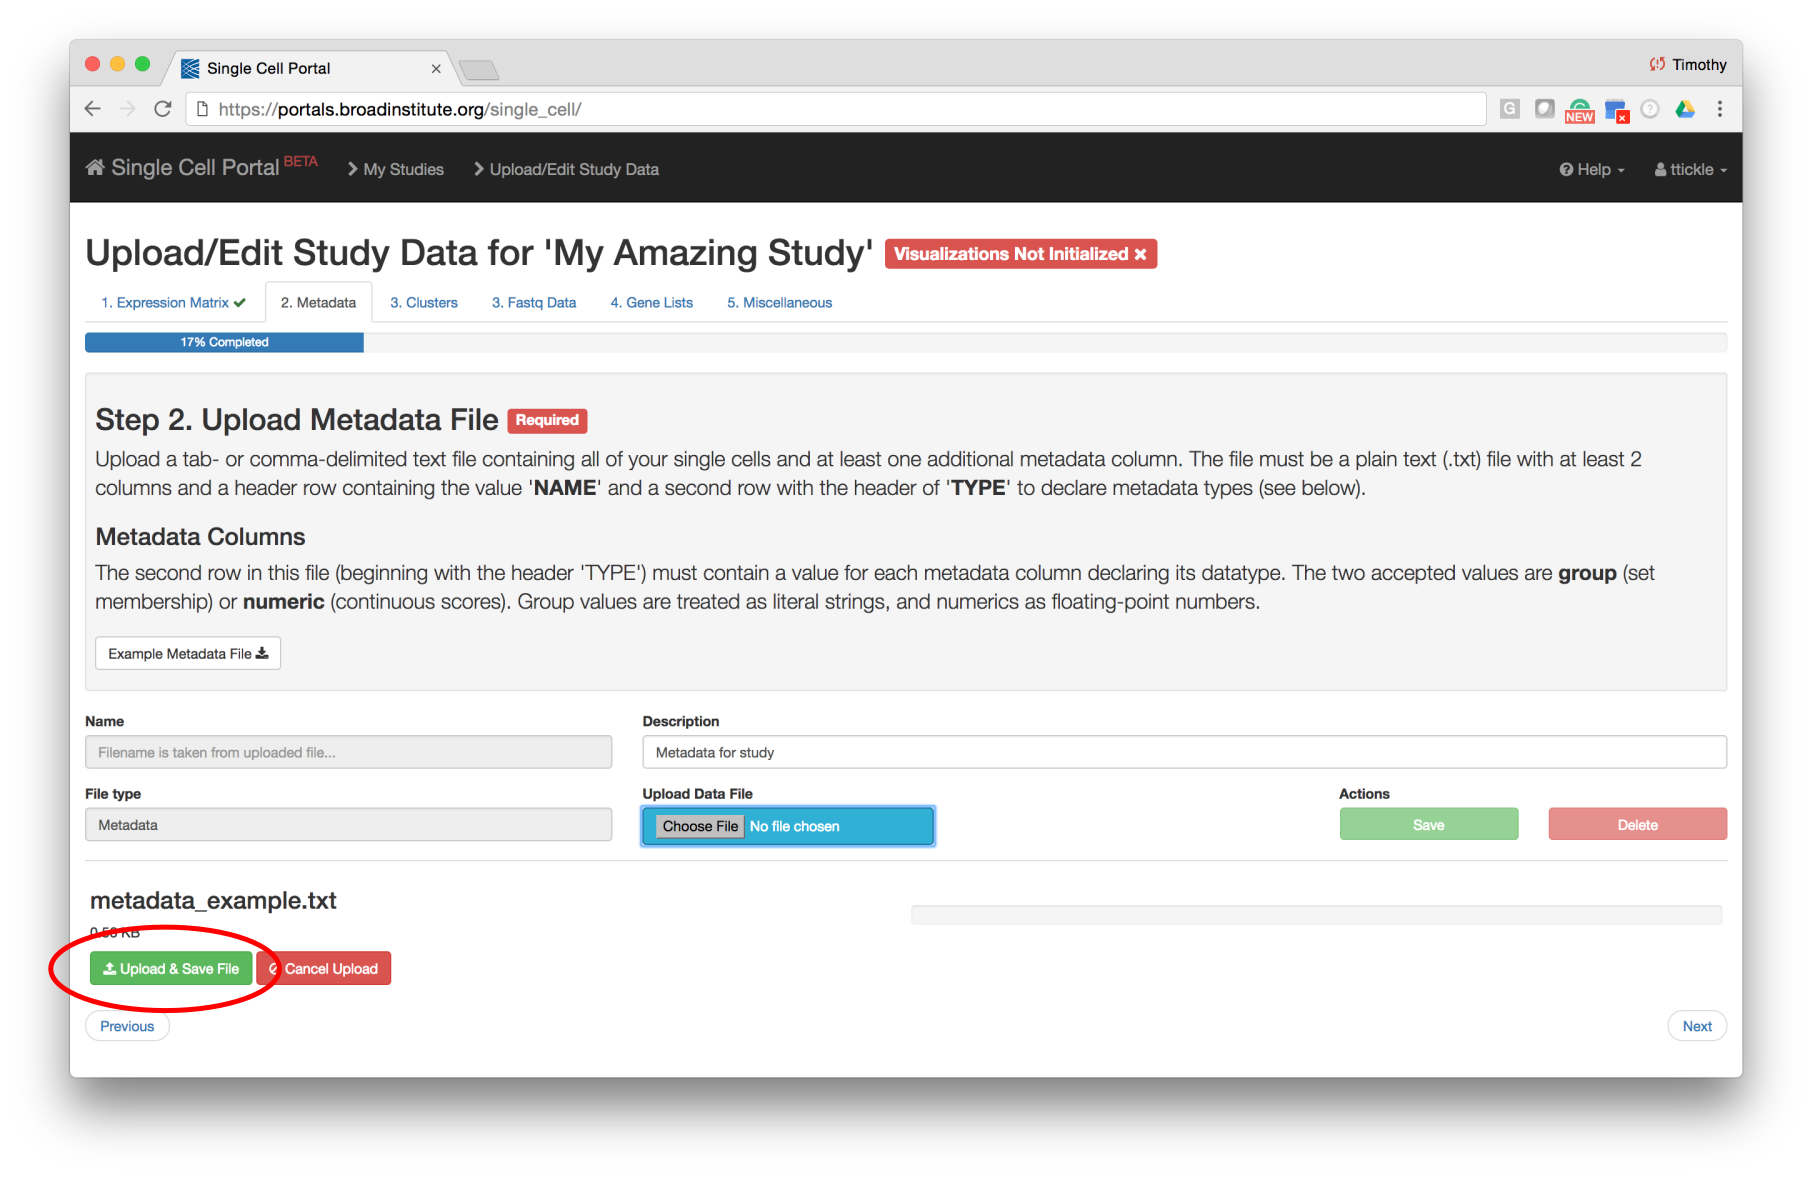 Single Cell Portal
Timothy
https://portals.broadinstitute.org/single_cell/
G
NEW
?
Single Cell Portal BETA
My Studies
Upload/Edit Study Data
Help
ttickle
Upload/Edit Study Data for 'My Amazing Study'
Visualizations Not Initialized
1. Expression Matrix
2. Metadata
3. Clusters
3. Fastq Data
4. Gene Lists
5. Miscellaneous
17% Completed
Step 2. Upload Metadata File Required
Upload a tab- or comma-delimited text file containing all of your single cells and at least one additional metadata column. The file must be a plain text (.txt) file with at least 2
columns and a header row containing the value 'NAME' and a second row with the header of 'TYPE' to declare metadata types (see below).
Metadata Columns
The second row in this file (beginning with the header 'TYPE') must contain a value for each metadata column declaring its datatype. The two accepted values are group (set
membership) or numeric (continuous scores). Group values are treated as literal strings, and numerics as floating-point numbers.
Example Metadata File
Name
Description
Filename is taken from uploaded file...
Metadata for study
File type
Upload Data File
Actions
Metadata
Choose File No file chosen
Save
Delete
metadata_example.txt
0.56 KB
Upload & Save File
Cancel Upload
Previous
Next